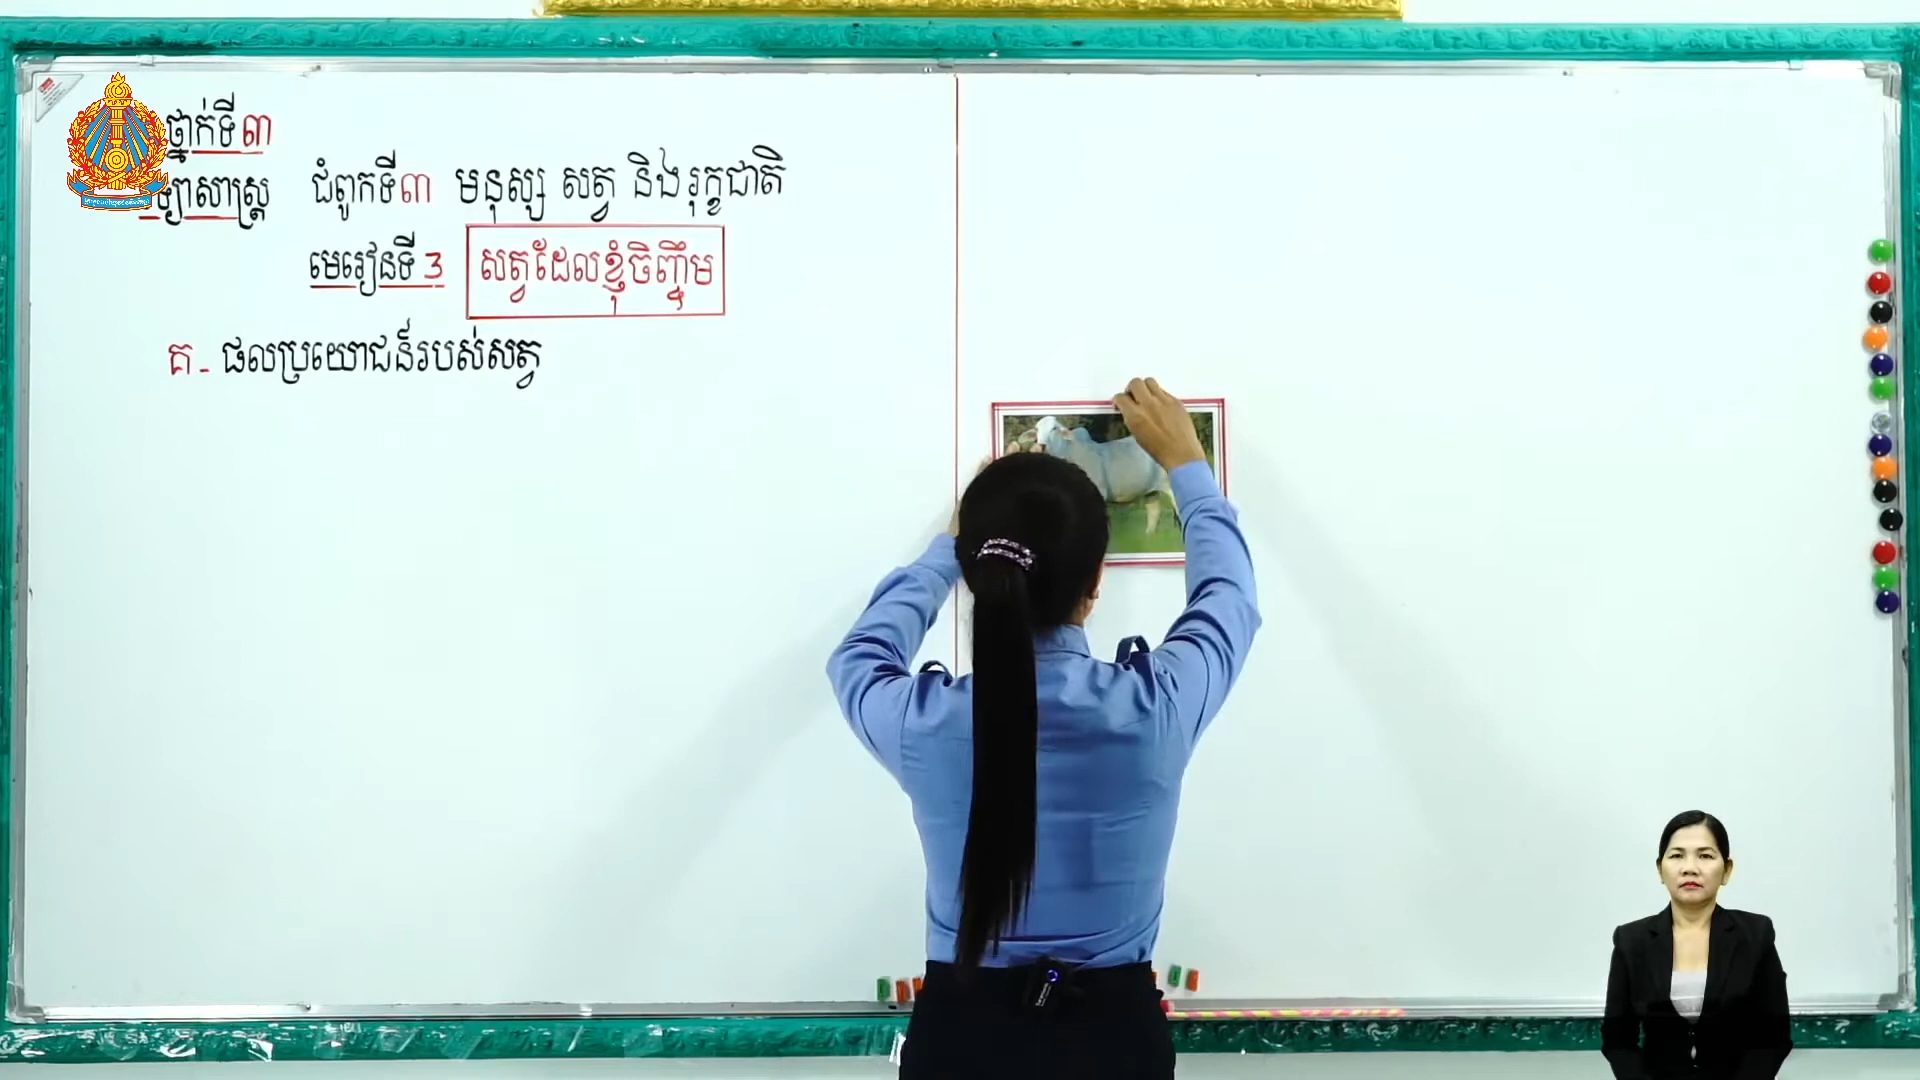 ថ្នាក់ទី៣
វិទ្យាសាស្ត្រ ជំពូកទី៣ មនុស្ស សត្វ និងរុក្ខជាតិ
មេរៀនទី 3 សត្វដែលខ្ញុំចិញ្ចឹម
គ - ផលប្រយោជន៍របស់សត្វ